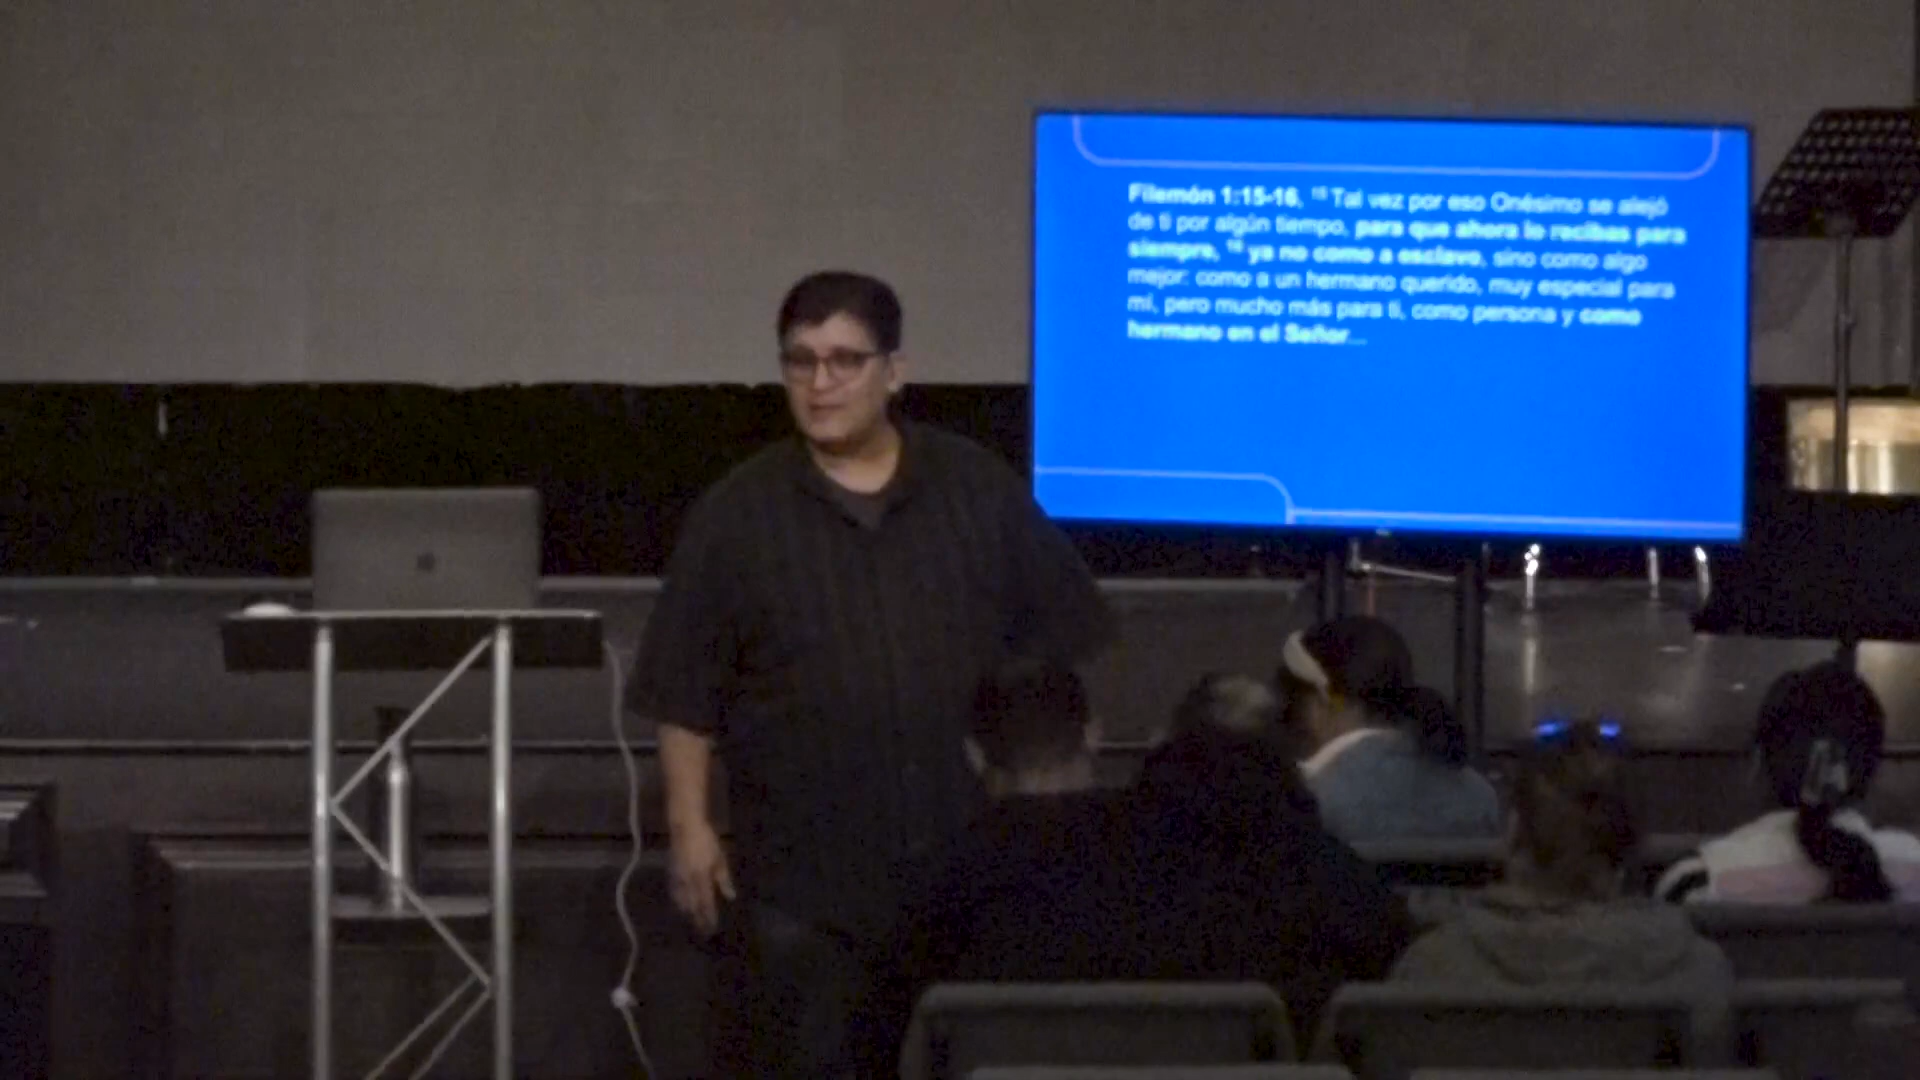 Filemón 1:15-16, ¹⁵ Tal vez por eso Onésimo se alejó
de ti por algún tiempo, para que ahora lo recibas para
siempre, ¹⁶ ya no como a esclavo, sino como algo
mejor: como a un hermano querido, muy especial para
mí, pero mucho más para ti, como persona y como
hermano en el Señor...